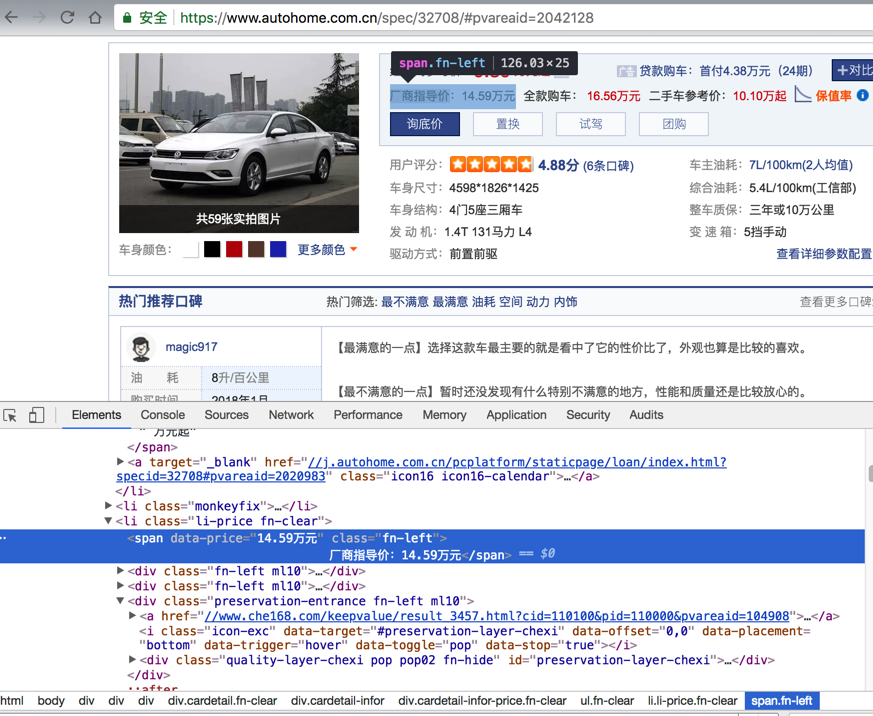 安全 https://www.autohome.com.cn/spec/32708/#pvareaid=2042128
span.fn-left 126.03×25
广告 贷款购车：首付4.38万元（24期） +对比
厂商指导价：14.59万元 全款购车：16.56万元 二手车参考价：10.10万起 保值率
询底价 置换 试驾 团购
用户评分： 4.88分 (6条口碑) 车主油耗：7L/100km(2人均值)
车身尺寸：4598*1826*1425 综合油耗：5.4L/100km(工信部)
车身结构：4门5座三厢车 整车质保：三年或10万公里
发 动 机：1.4T 131马力 L4 变 速 箱：5挡手动
驱动方式：前置前驱 查看详细参数配置
共59张实拍图片
车身颜色： 更多颜色
热门推荐口碑 热门筛选：最不满意 最满意 油耗 空间 动力 内饰 查看更多口碑
magic917
油 耗 8升/百公里
购买时间 2018年1月
【最满意的一点】选择这款车最主要的就是看中了它的性价比了，外观也算是比较的喜欢。
【最不满意的一点】暂时还没发现有什么特别不满意的地方，性能和质量还是比较放心的。
Elements Console Sources Network Performance Memory Application Security Audits
" 万元起"
</span>
<a target="_blank" href="//j.autohome.com.cn/pcplatform/staticpage/loan/index.html?
specid=32708#pvareaid=2020983" class="icon16 icon16-calendar">…</a>
</li>
<li class="monkeyfix">…</li>
<li class="li-price fn-clear">
<span data-price="14.59万元" class="fn-left">
厂商指导价：14.59万元</span> == $0
<div class="fn-left ml10">…</div>
<div class="fn-left ml10">…</div>
<div class="preservation-entrance fn-left ml10">
<a href="//www.che168.com/keepvalue/result_3457.html?cid=110100&pid=110000&pvareaid=104908">…</a>
<i class="icon-exc" data-target="#preservation-layer-chexi" data-offset="0,0" data-placement=
"bottom" data-trigger="hover" data-toggle="pop" data-stop="true"></i>
<div class="quality-layer-chexi pop pop02 fn-hide" id="preservation-layer-chexi">…</div>
</div>
::after
html body div div div div.cardetail.fn-clear div.cardetail-infor div.cardetail-infor-price.fn-clear ul.fn-clear li.li-price.fn-clear span.fn-left